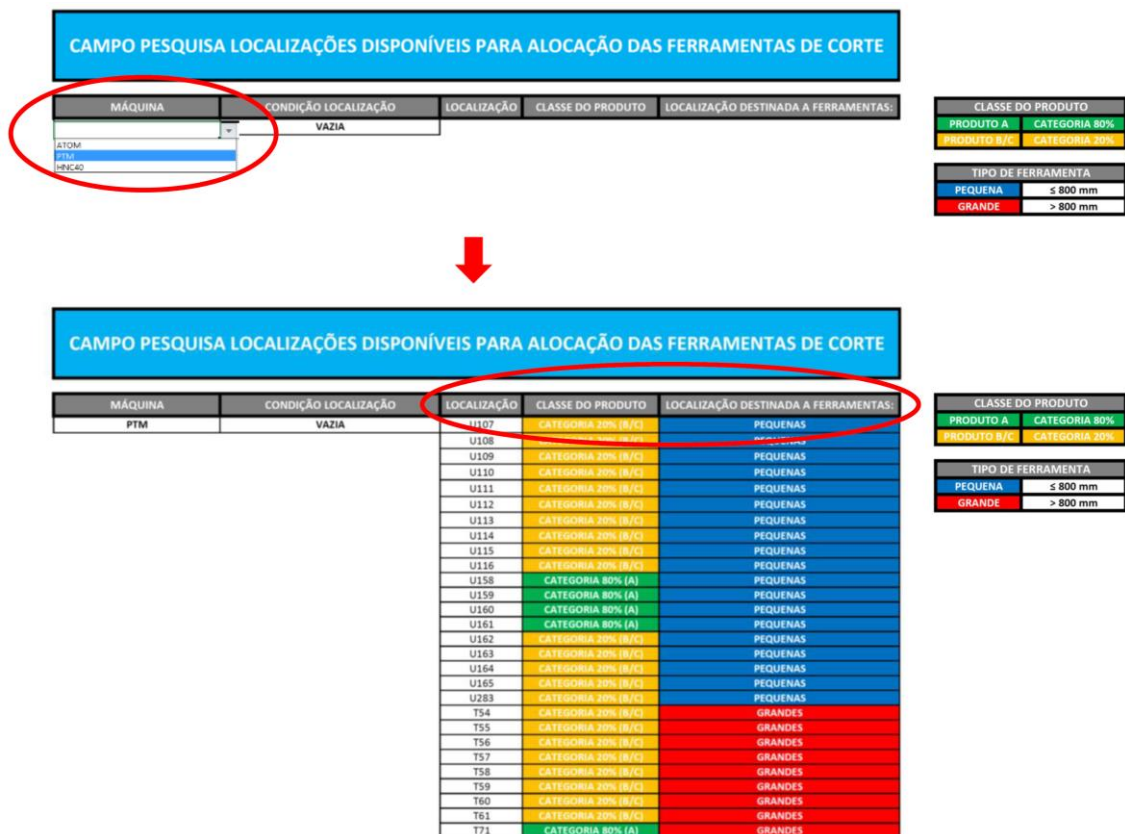 CAMPO PESQUISA LOCALIZAÇÕES DISPONÍVEIS PARA ALOCAÇÃO DAS FERRAMENTAS DE CORTE
MÁQUINA CONDIÇÃO LOCALIZAÇÃO LOCALIZAÇÃO CLASSE DO PRODUTO LOCALIZAÇÃO DESTINADA A FERRAMENTAS:
VAZIA
ATOM
PTM
HNC40
CLASSE DO PRODUTO
PRODUTO A CATEGORIA 80%
PRODUTO B/C CATEGORIA 20%
TIPO DE FERRAMENTA
PEQUENA ≤ 800 mm
GRANDE > 800 mm
CAMPO PESQUISA LOCALIZAÇÕES DISPONÍVEIS PARA ALOCAÇÃO DAS FERRAMENTAS DE CORTE
MÁQUINA CONDIÇÃO LOCALIZAÇÃO LOCALIZAÇÃO CLASSE DO PRODUTO LOCALIZAÇÃO DESTINADA A FERRAMENTAS:
PTM VAZIA U107 CATEGORIA 20% (B/C) PEQUENAS
U108 CATEGORIA 20% (B/C) PEQUENAS
U109 CATEGORIA 20% (B/C) PEQUENAS
U110 CATEGORIA 20% (B/C) PEQUENAS
U111 CATEGORIA 20% (B/C) PEQUENAS
U112 CATEGORIA 20% (B/C) PEQUENAS
U113 CATEGORIA 20% (B/C) PEQUENAS
U114 CATEGORIA 20% (B/C) PEQUENAS
U115 CATEGORIA 20% (B/C) PEQUENAS
U116 CATEGORIA 20% (B/C) PEQUENAS
U158 CATEGORIA 80% (A) PEQUENAS
U159 CATEGORIA 80% (A) PEQUENAS
U160 CATEGORIA 80% (A) PEQUENAS
U161 CATEGORIA 80% (A) PEQUENAS
U162 CATEGORIA 20% (B/C) PEQUENAS
U163 CATEGORIA 20% (B/C) PEQUENAS
U164 CATEGORIA 20% (B/C) PEQUENAS
U165 CATEGORIA 20% (B/C) PEQUENAS
U283 CATEGORIA 20% (B/C) PEQUENAS
T54 CATEGORIA 20% (B/C) GRANDES
T55 CATEGORIA 20% (B/C) GRANDES
T56 CATEGORIA 20% (B/C) GRANDES
T57 CATEGORIA 20% (B/C) GRANDES
T58 CATEGORIA 20% (B/C) GRANDES
T59 CATEGORIA 20% (B/C) GRANDES
T60 CATEGORIA 20% (B/C) GRANDES
T61 CATEGORIA 20% (B/C) GRANDES
T71 CATEGORIA 80% (A) GRANDES
CLASSE DO PRODUTO
PRODUTO A CATEGORIA 80%
PRODUTO B/C CATEGORIA 20%
TIPO DE FERRAMENTA
PEQUENA ≤ 800 mm
GRANDE > 800 mm